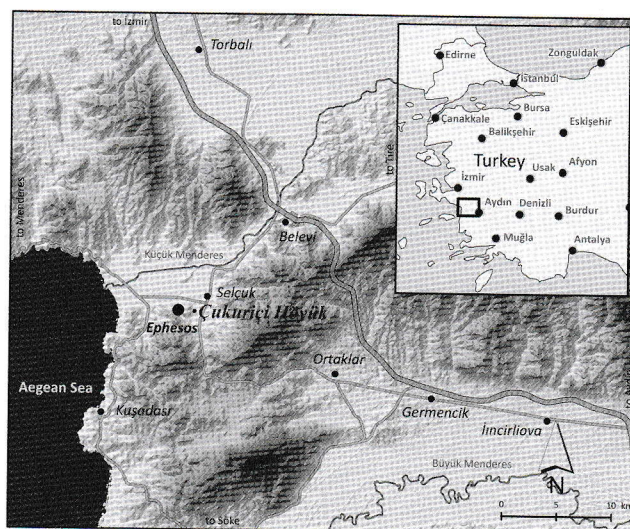 to İzmir
Torbalı
to Menderes
to Tire
Belevi
Küçük Menderes
Selçuk
Çukuriçi Höyük
Ephesos
Aegean Sea
Kuşadası
Ortaklar
Germencik
Incirliova
Büyük Menderes
to Söke
N
0 5 10 km
Edirne
Zonguldak
İstanbul
Çanakkale
Bursa
Balikşehir
Eskişehir
Turkey
Usak
Afyon
İzmir
Aydın
Denizli
Burdur
Muğla
Antalya